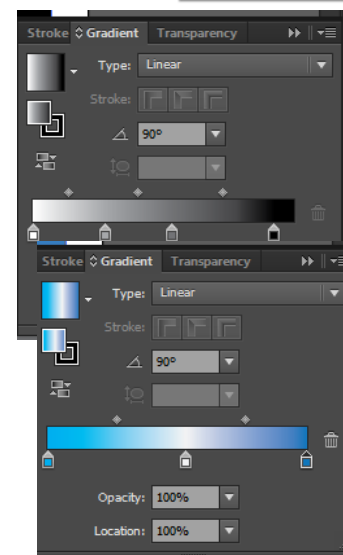 Stroke Gradient Transparency
Type: Linear
Stroke:
90°
Stroke Gradient Transparency
Type: Linear
Stroke:
90°
Opacity: 100%
Location: 100%